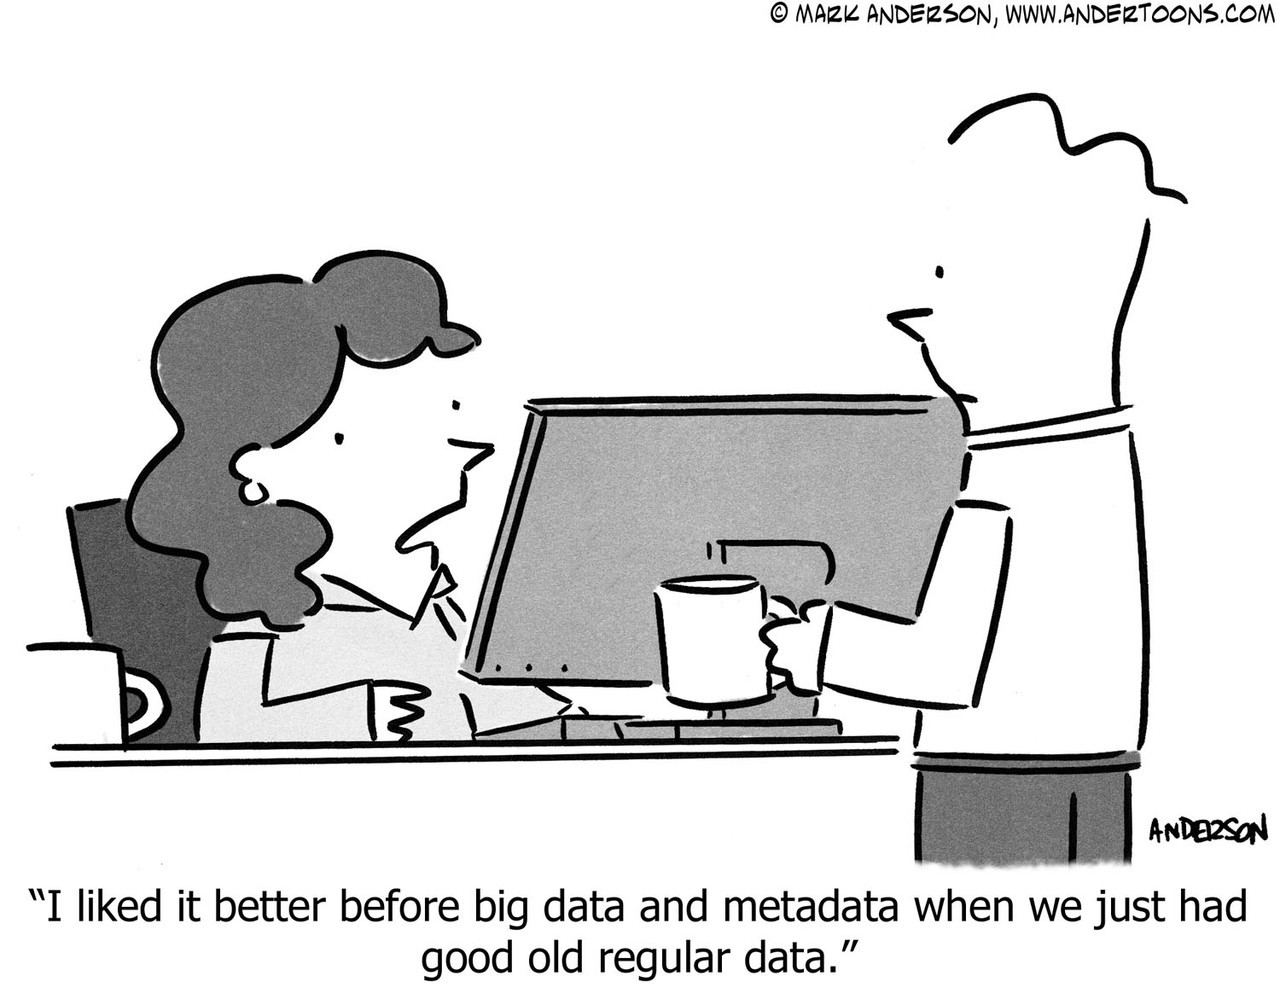 © MARK ANDERSON, WWW.ANDERTOONS.COM
ANDERSON
“I liked it better before big data and metadata when we just had
good old regular data.”